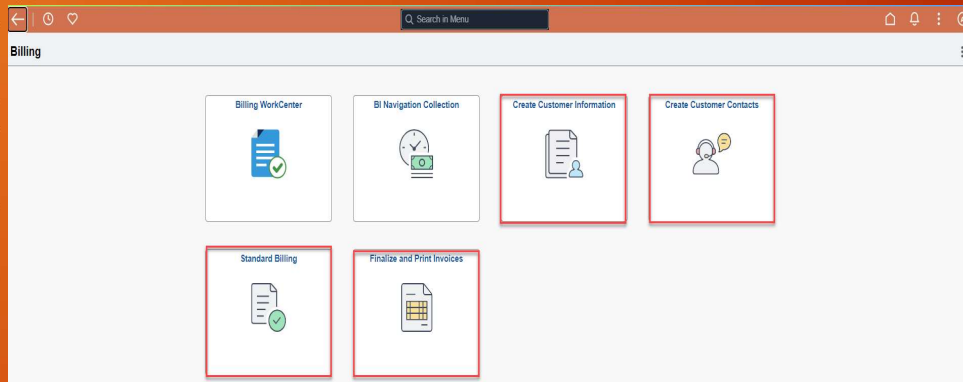 Search in Menu
Billing
Billing WorkCenter
BI Navigation Collection
Create Customer Information
Create Customer Contacts
Standard Billing
Finalize and Print Invoices